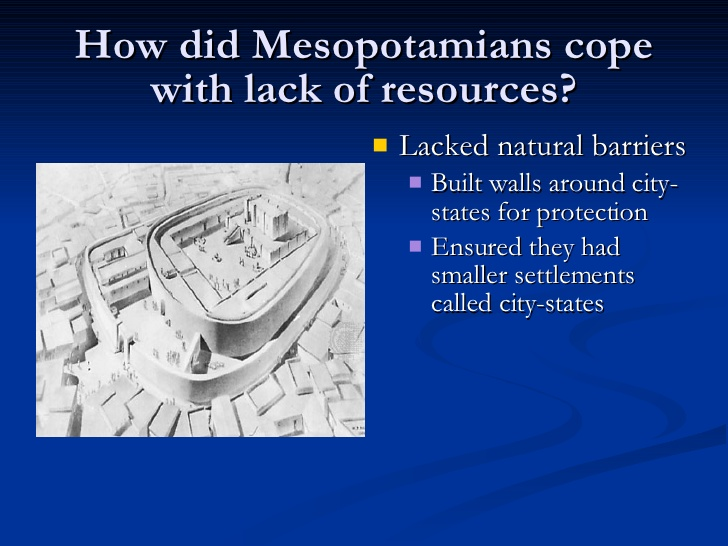 How did Mesopotamians cope
with lack of resources?
Lacked natural barriers
Built walls around city-
states for protection
Ensured they had
smaller settlements
called city-states